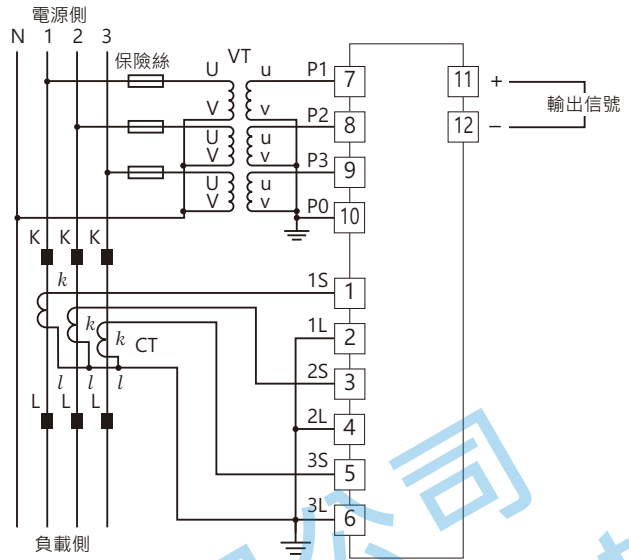 電源側
N 1 2 3
保險絲
VT
U u P1 7
V v
11 +
輸出信號
12 −
U u P2 8
V v
P3 9
U u
V v P0 10
K K K
k 1S 1
1L 2
k
k CT
2S 3
l l l
L L L
2L 4
3S 5
3L 6
負載側
公司